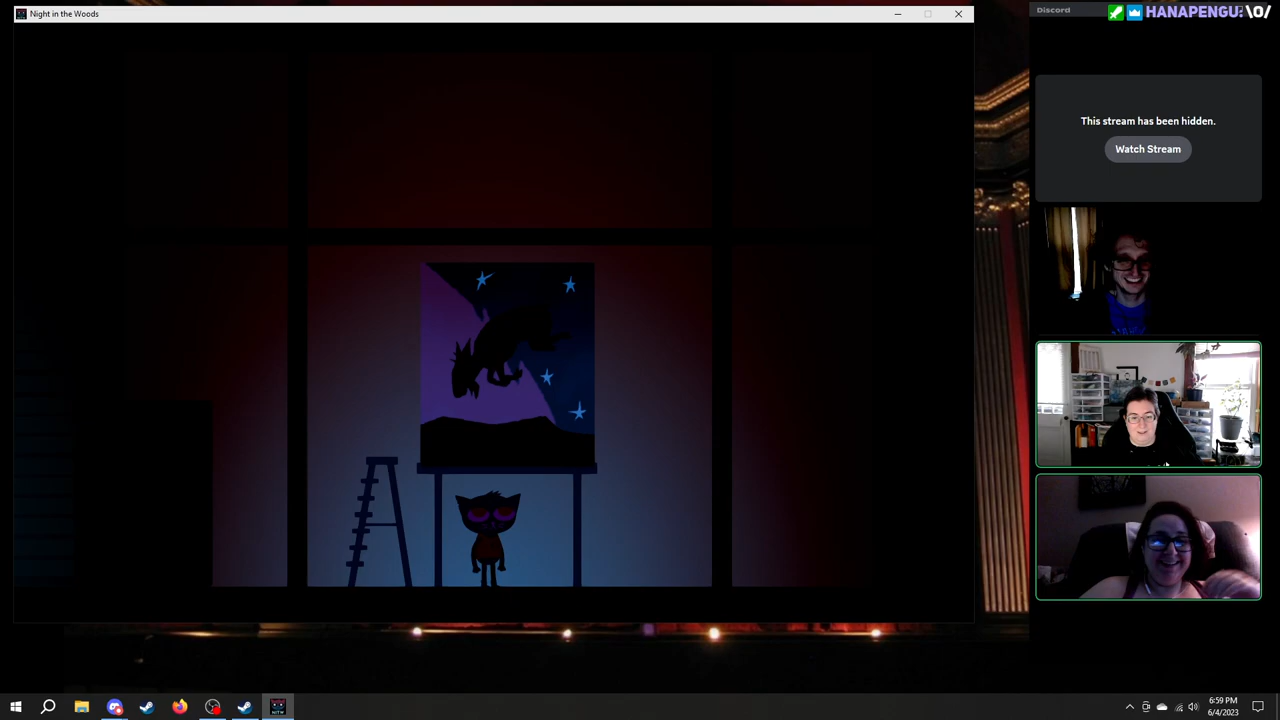 Night in the Woods
Discord
HANAPENGU! \O/
This stream has been hidden.
Watch Stream
6:59 PM
6/4/2023